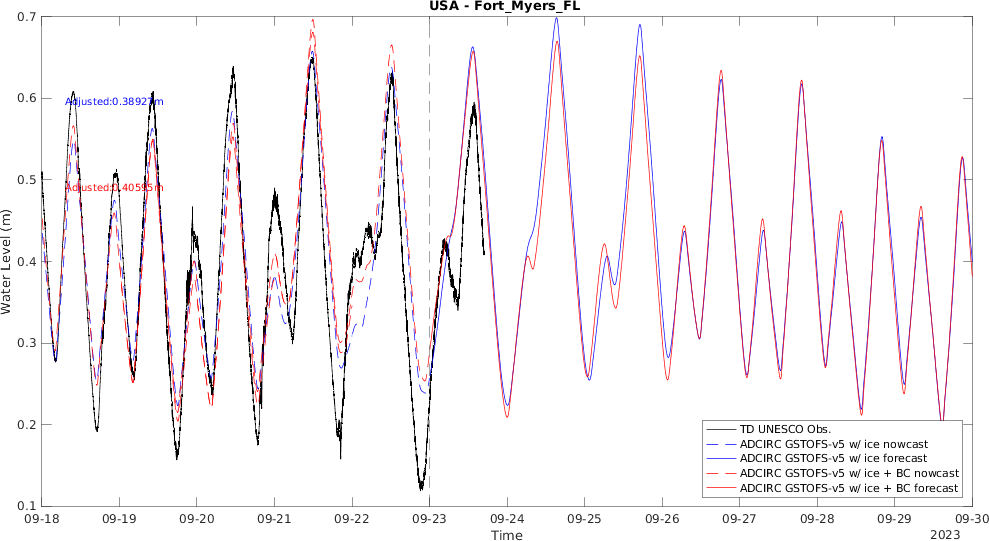 USA - Fort_Myers_FL
0.7
0.6
0.5
0.4
0.3
0.2
0.1
Water Level (m)
Adjusted:0.38927m
Adjusted:0.40595m
TD UNESCO Obs.
ADCIRC GSTOFS-v5 w/ ice nowcast
ADCIRC GSTOFS-v5 w/ ice forecast
ADCIRC GSTOFS-v5 w/ ice + BC nowcast
ADCIRC GSTOFS-v5 w/ ice + BC forecast
09-18 09-19 09-20 09-21 09-22 09-23 09-24 09-25 09-26 09-27 09-28 09-29 09-30
Time
2023